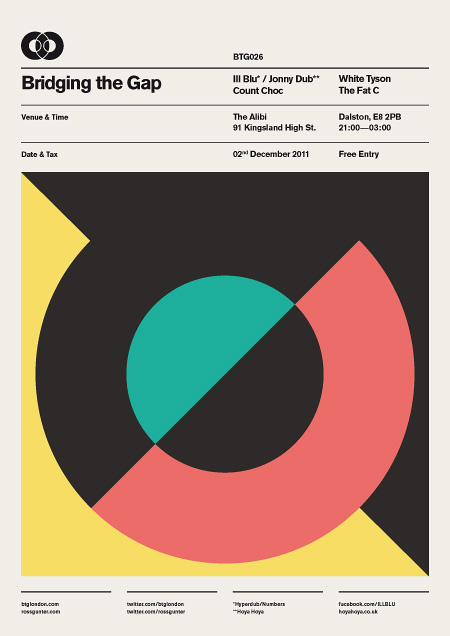 BTG026
Bridging the Gap
Ill Blu* / Jonny Dub**
Count Choc
White Tyson
The Fat C
Venue & Time
The Alibi
91 Kingsland High St.
Dalston, E8 2PB
21:00—03:00
Date & Tax
02nd December 2011
Free Entry
btglondon.com
rossgunter.com
twitter.com/btglondon
twitter.com/rossgunter
*Hyperdub/Numbers
**Hoya Hoya
facebook.com/ILLBLU
hoyahoya.co.uk